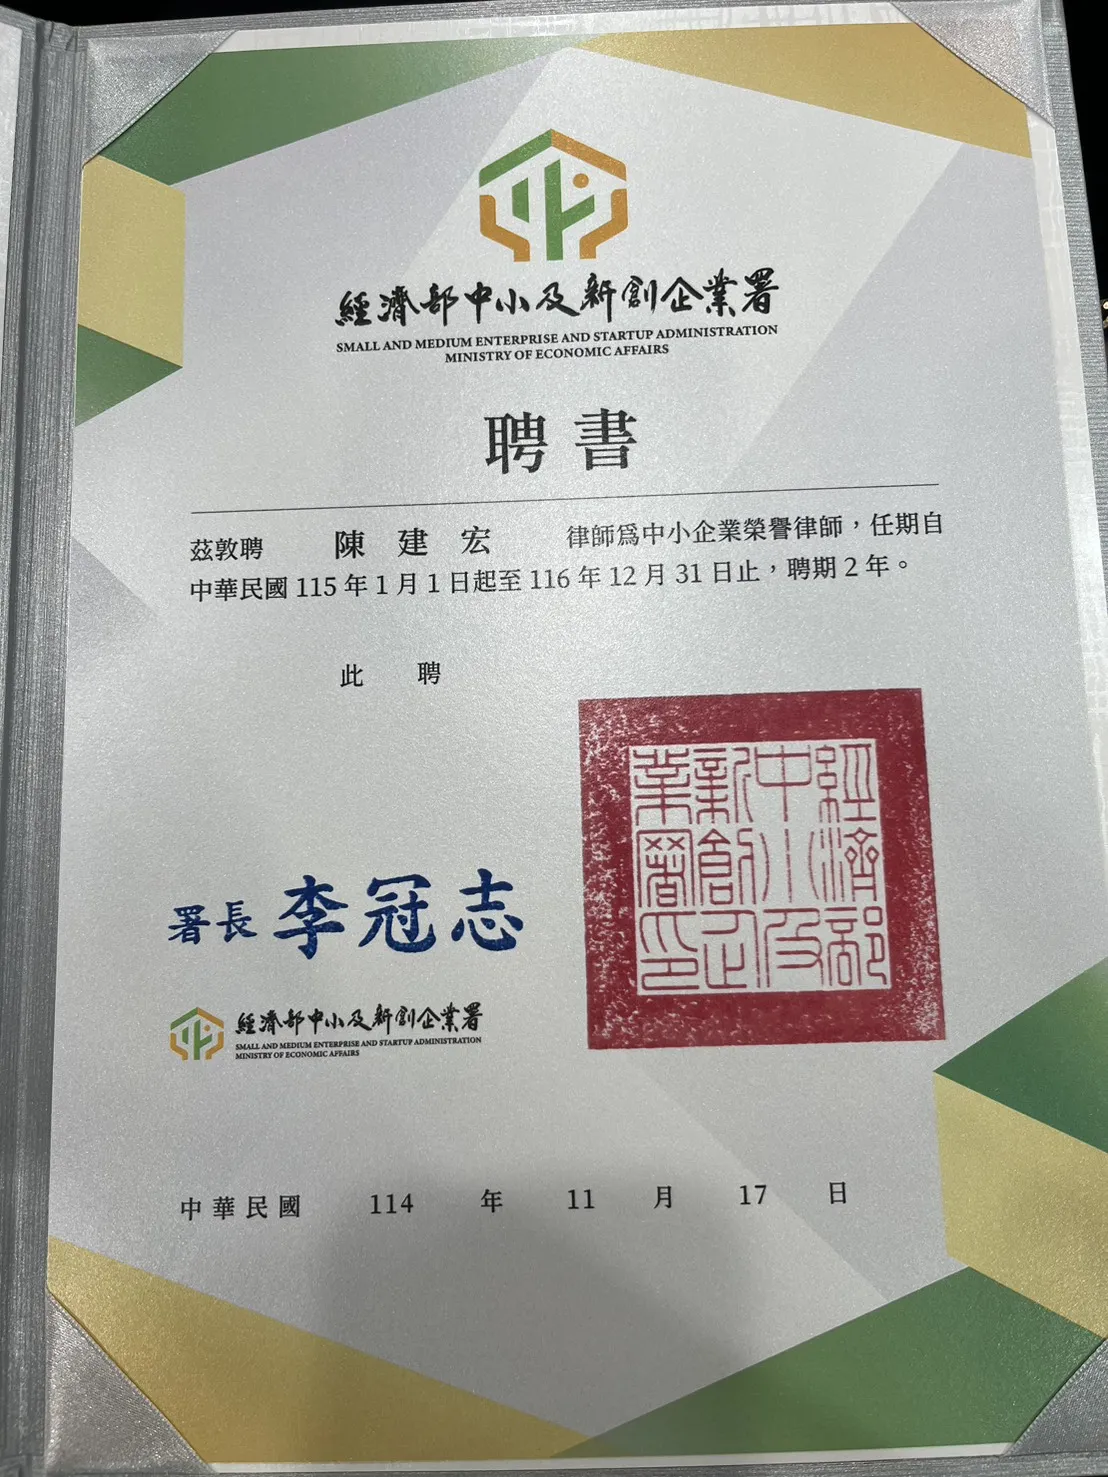 經濟部中小及新創企業署
SMALL AND MEDIUM ENTERPRISE AND STARTUP ADMINISTRATION
MINISTRY OF ECONOMIC AFFAIRS
聘書
茲敦聘 陳建宏 律師為中小企業榮譽律師，任期自
中華民國 115 年 1 月 1 日起至 116 年 12 月 31 日止，聘期 2 年。
此聘
經濟部
中小及
新創企
業署印
署長 李冠志
經濟部中小及新創企業署
SMALL AND MEDIUM ENTERPRISE AND STARTUP ADMINISTRATION
MINISTRY OF ECONOMIC AFFAIRS
中華民國 114 年 11 月 17 日